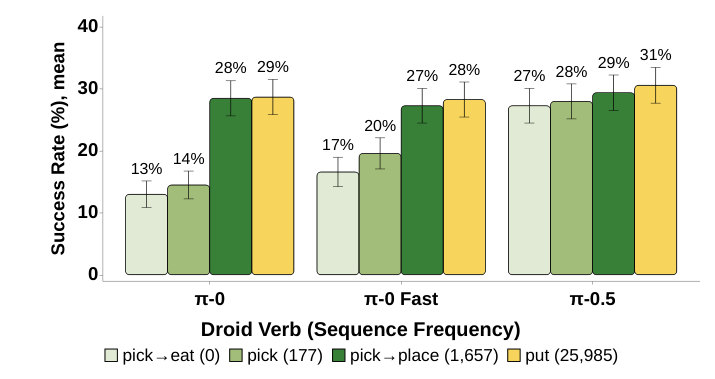 Success Rate (%), mean
40
30
20
10
0
13%
14%
28%
29%
17%
20%
27%
28%
27%
28%
29%
31%
π-0
π-0 Fast
π-0.5
Droid Verb (Sequence Frequency)
pick→eat (0) pick (177) pick→place (1,657) put (25,985)